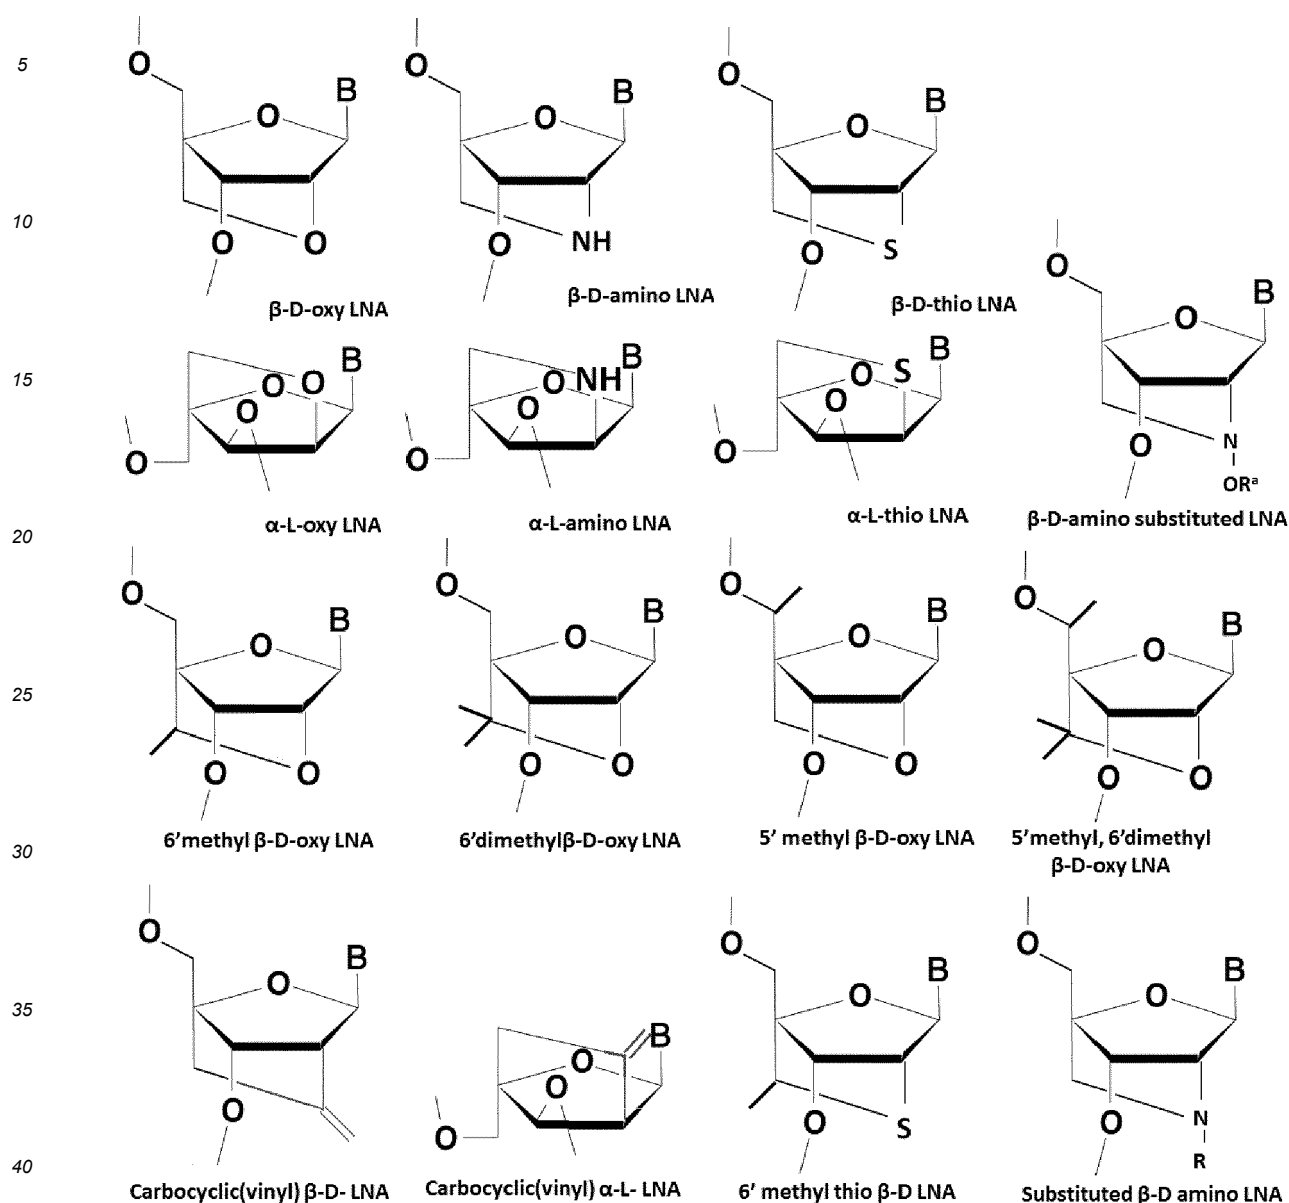 5 O O O
B B B
O O O
10
O O O NH O S
O
β-D-oxy LNA β-D-amino LNA β-D-thio LNA
B
O
15 O O O B O O NH B O O S B
O O O O N
ORᵃ
α-L-oxy LNA α-L-amino LNA α-L-thio LNA β-D-amino substituted LNA
20
O O O O
B B B B
O O O O
25
O O O O O O O O
6'methyl β-D-oxy LNA 6'dimethylβ-D-oxy LNA 5' methyl β-D-oxy LNA 5'methyl, 6'dimethyl
β-D-oxy LNA
30
O O O
B B B
O O O
35
O O B
O O O S O N
R
40 O
Carbocyclic(vinyl) β-D- LNA Carbocyclic(vinyl) α-L- LNA 6' methyl thio β-D LNA Substituted β-D amino LNA